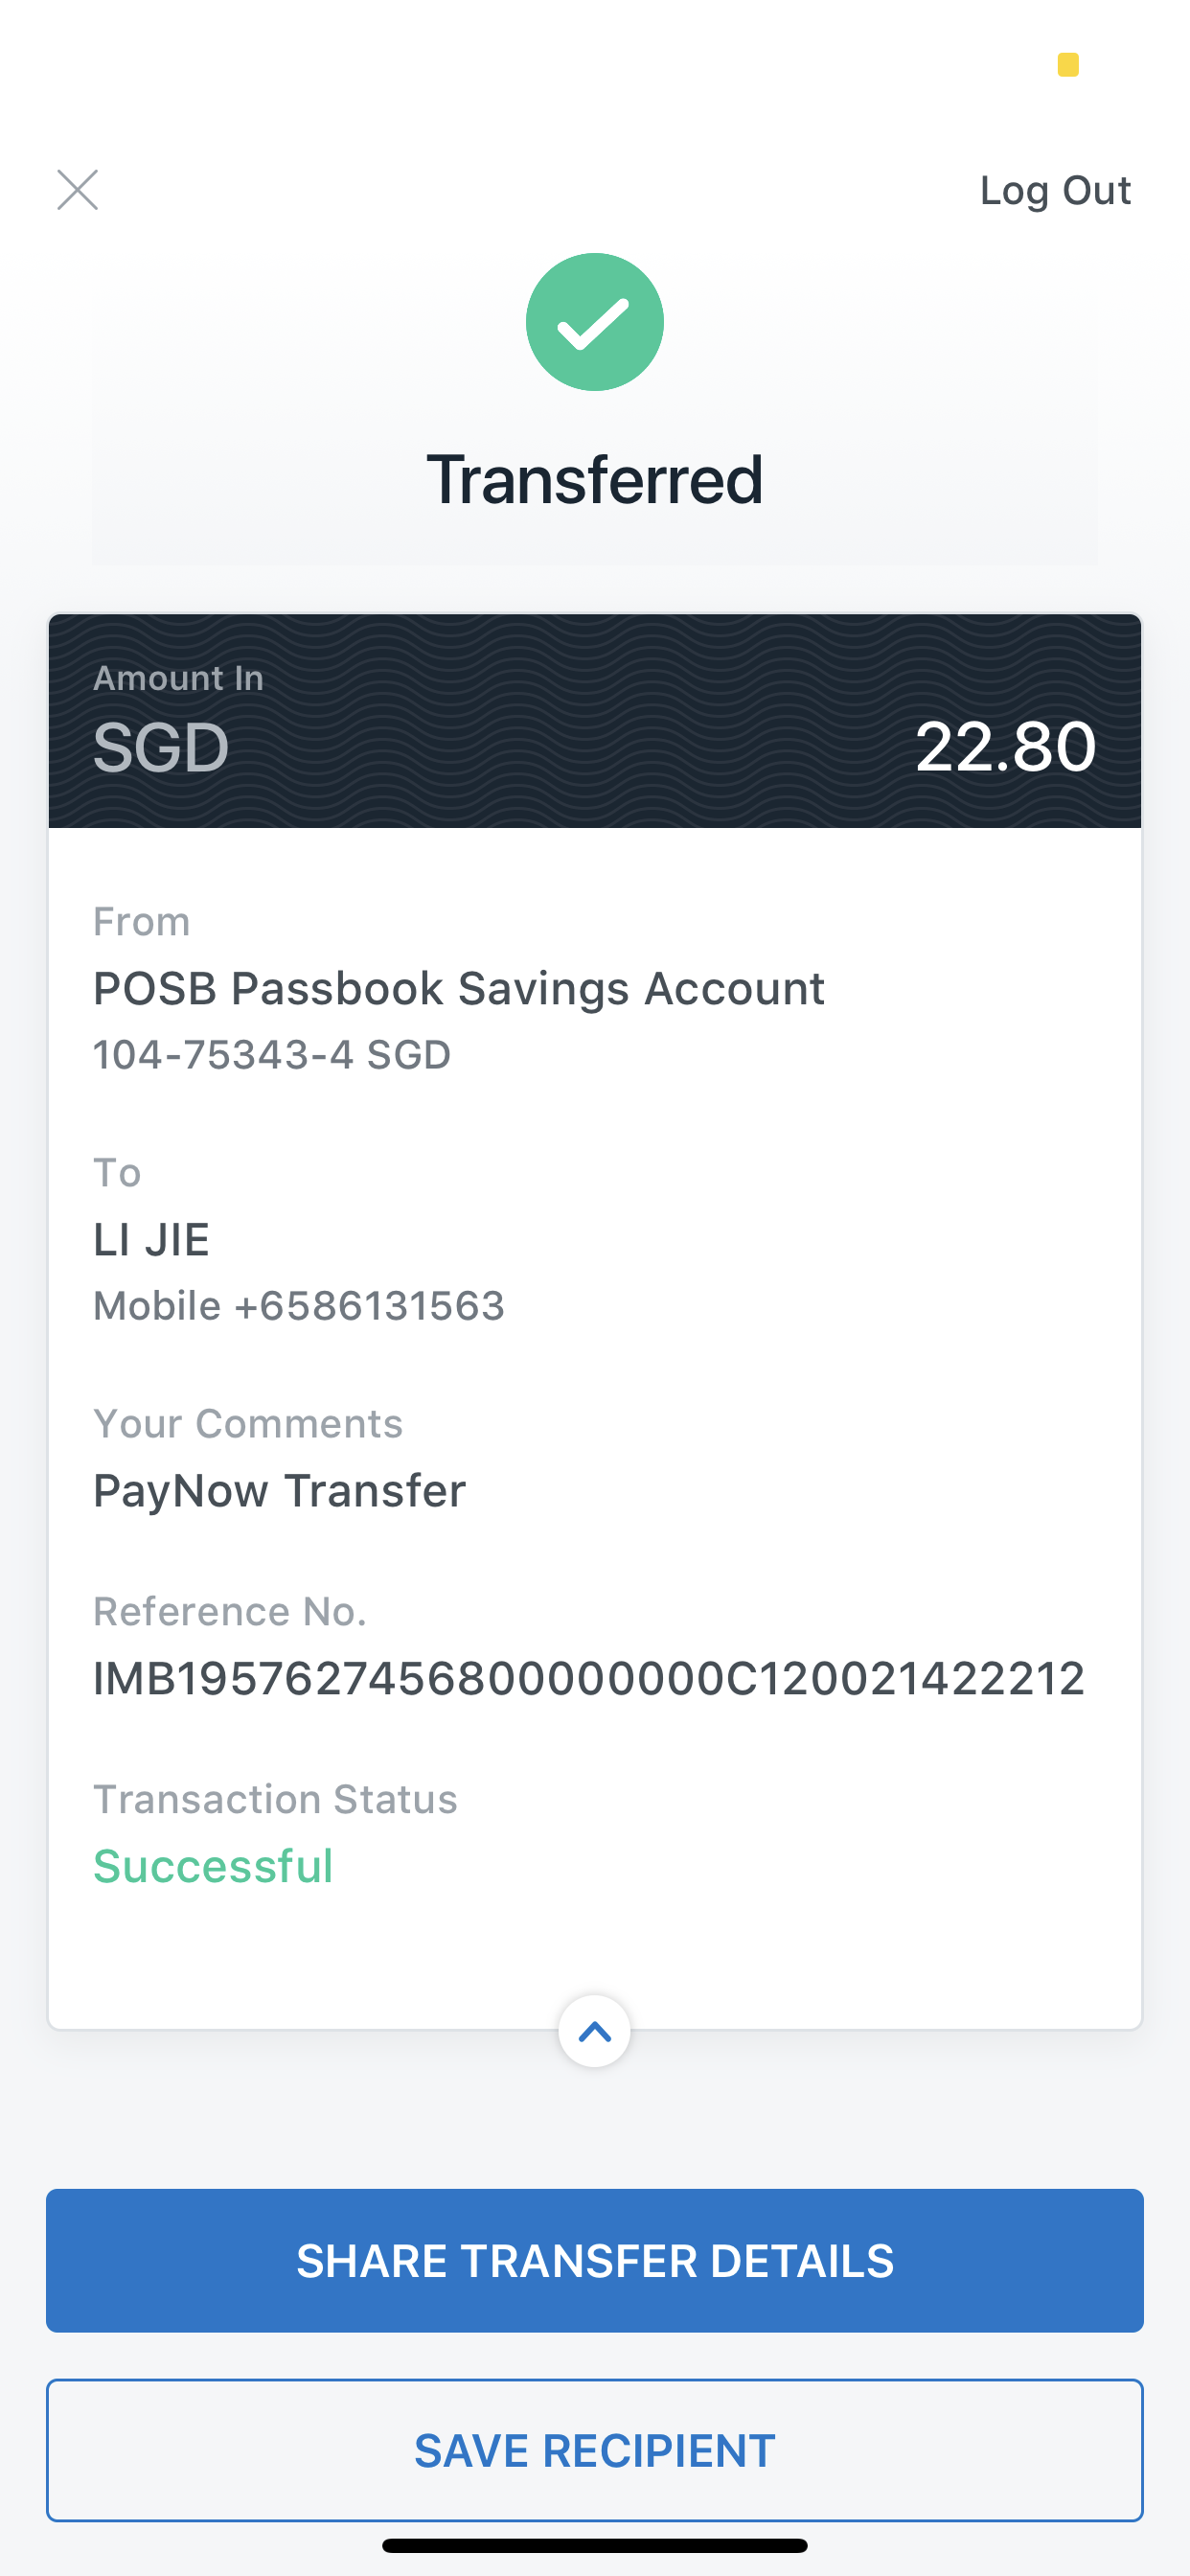 Log Out
Transferred
Amount In
SGD 22.80
From
POSB Passbook Savings Account
104-75343-4 SGD
To
LI JIE
Mobile +6586131563
Your Comments
PayNow Transfer
Reference No.
IMB19576274568000000000C120021422212
Transaction Status
Successful
SHARE TRANSFER DETAILS
SAVE RECIPIENT